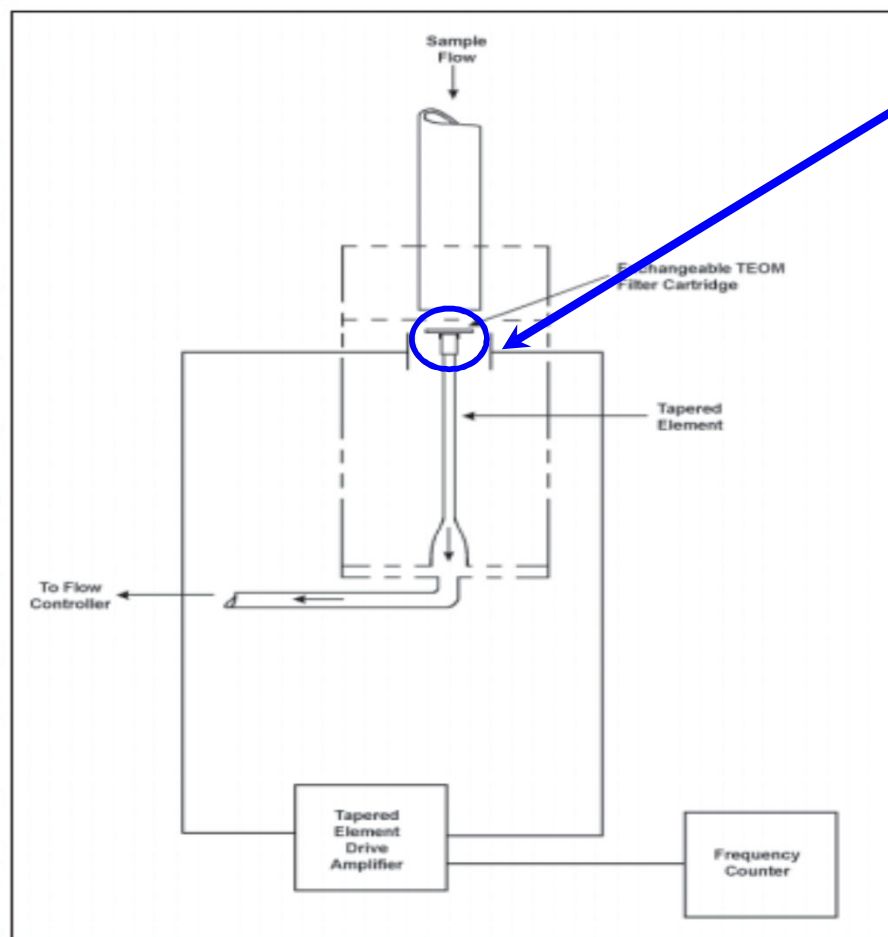 Sample
Flow
Exchangeable TEOM
Filter Cartridge
Tapered
Element
To Flow
Controller
Tapered
Element
Drive
Amplifier
Frequency
Counter